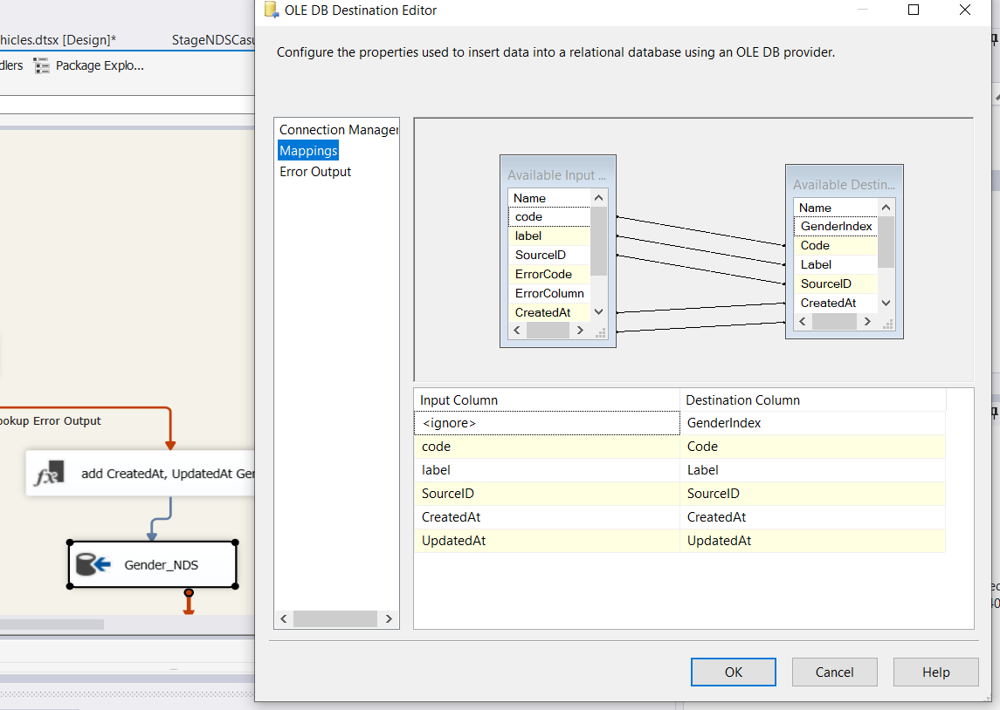 OLE DB Destination Editor
hicles.dtsx [Design]*
StageNDSCasu
dlers
Package Explo...
Configure the properties used to insert data into a relational database using an OLE DB provider.
Connection Manager
Mappings
Error Output
Available Input ...
Name
code
label
SourceID
ErrorCode
ErrorColumn
CreatedAt
Available Destin...
Name
GenderIndex
Code
Label
SourceID
CreatedAt
Input Column Destination Column
<ignore> GenderIndex
code Code
label Label
SourceID SourceID
CreatedAt CreatedAt
UpdatedAt UpdatedAt
ookup Error Output
fx
add CreatedAt, UpdatedAt Ger
Gender_NDS
OK
Cancel
Help